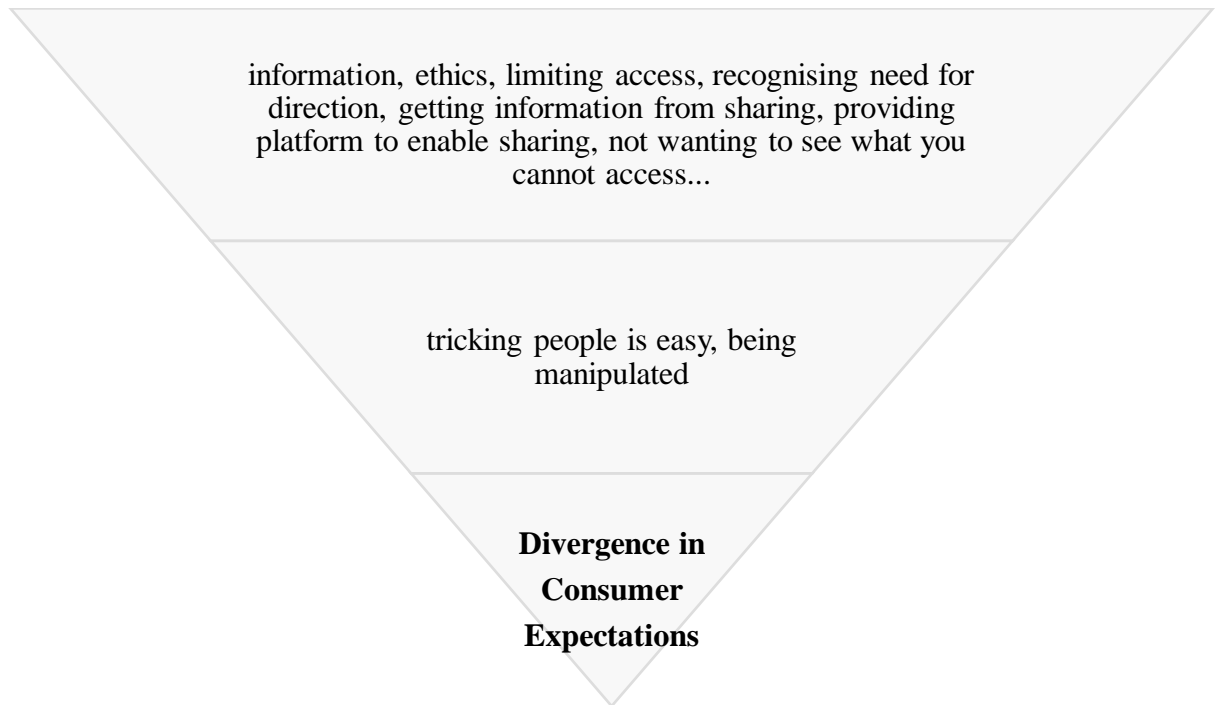 information, ethics, limiting access, recognising need for
direction, getting information from sharing, providing
platform to enable sharing, not wanting to see what you
cannot access...
tricking people is easy, being
manipulated
Divergence in
Consumer
Expectations